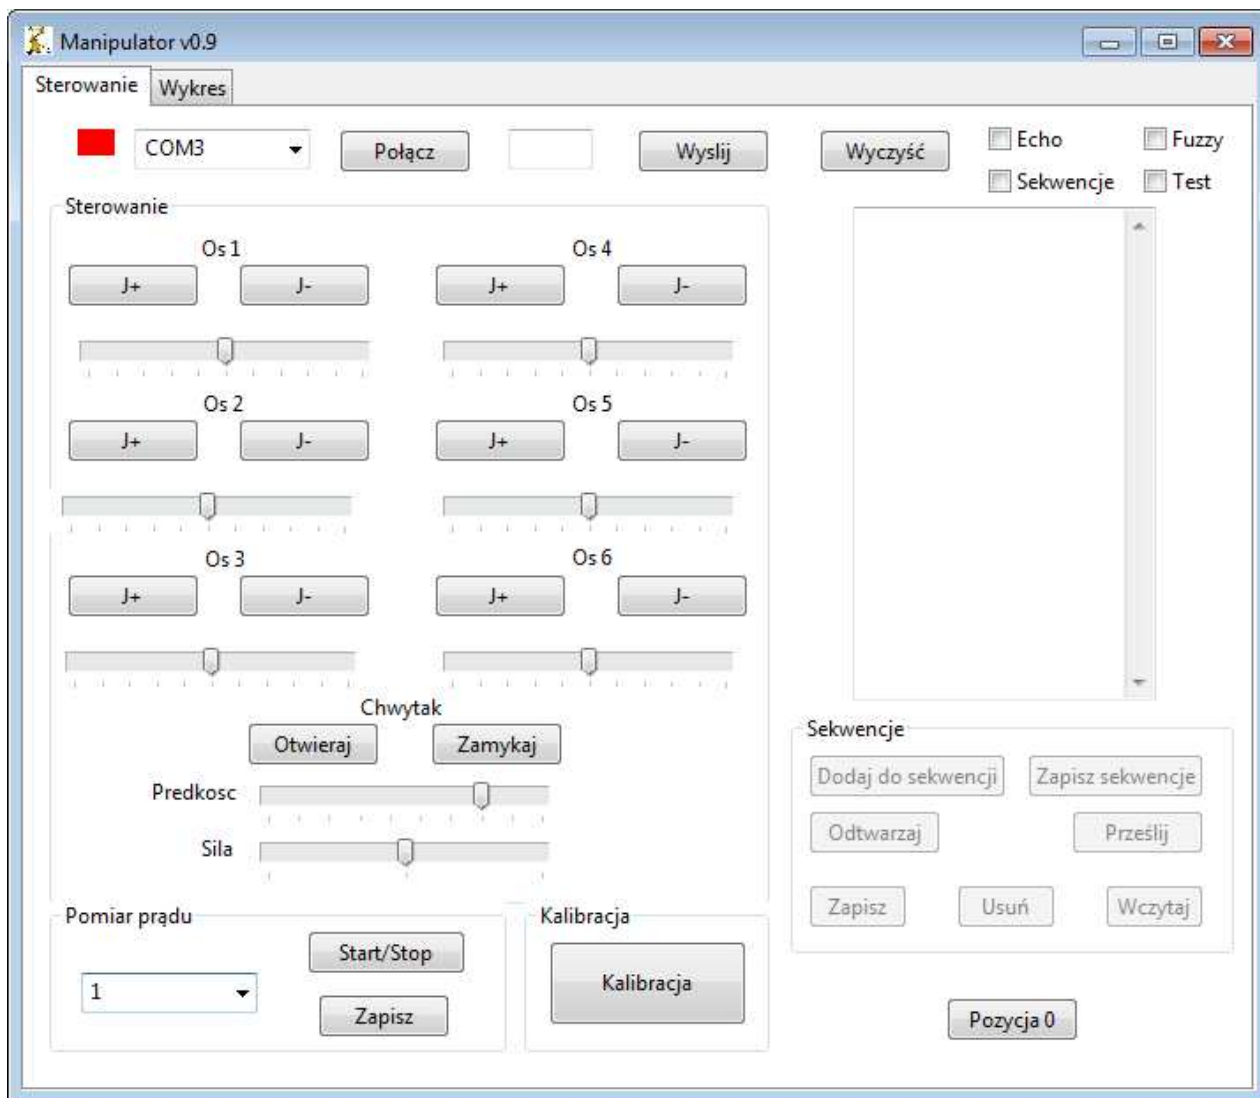 Manipulator v0.9
Sterowanie Wykres
COM3 Połącz Wyslij Wyczyść Echo Fuzzy
Sekwencje Test
Sterowanie
Os 1 Os 4
J+ J- J+ J-
Os 2 Os 5
J+ J- J+ J-
Os 3 Os 6
J+ J- J+ J-
Chwytak
Otwieraj Zamykaj
Predkosc
Sila
Sekwencje
Dodaj do sekwencji Zapisz sekwencje
Odtwarzaj Prześlij
Zapisz Usuń Wczytaj
Pomiar prądu
Start/Stop
1
Zapisz
Kalibracja
Kalibracja
Pozycja 0